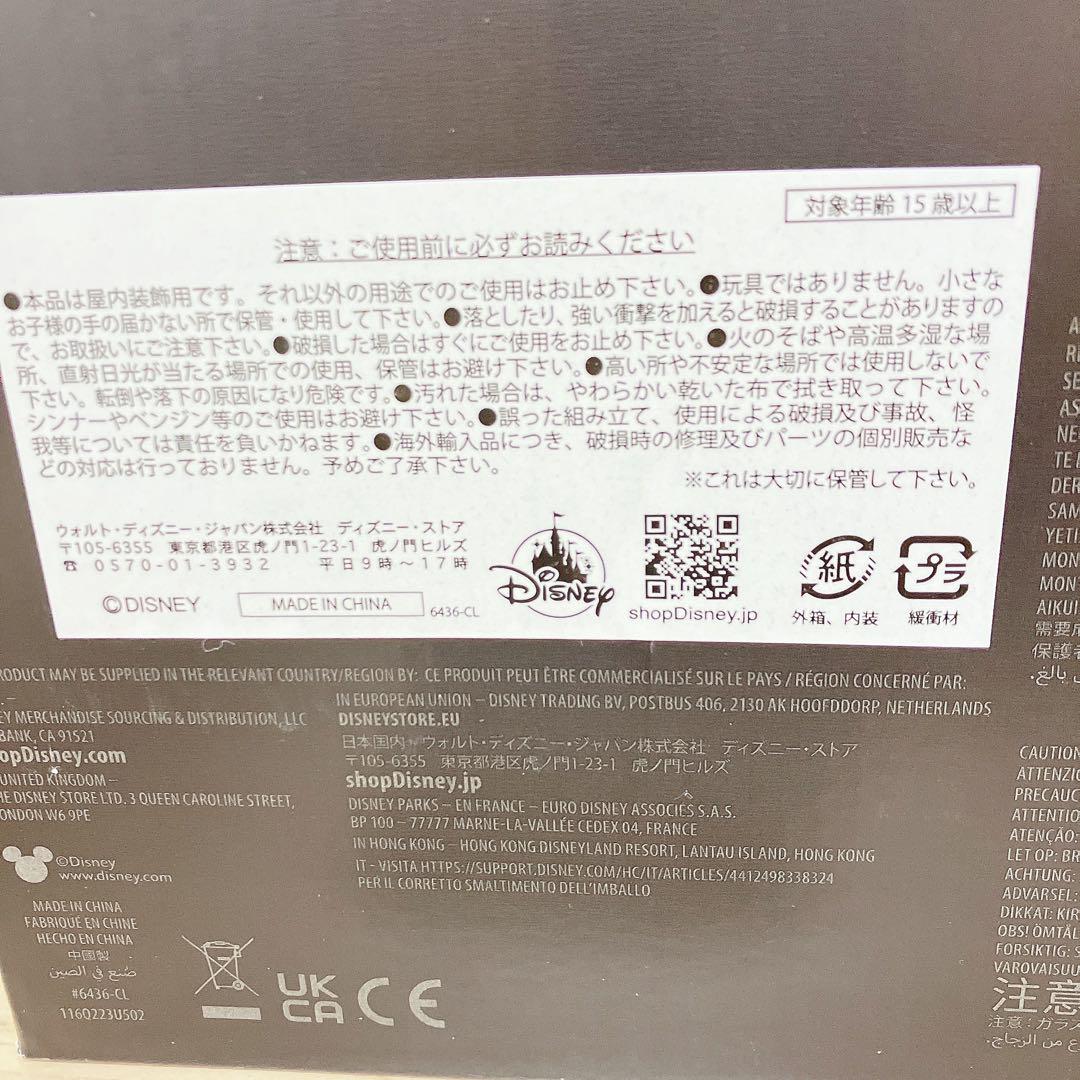 対象年齢 15 歳以上
注意：ご使用前に必ずお読みください
●本品は屋内装飾用です。それ以外の用途でのご使用はお止め下さい。●玩具ではありません。小さな
お子様の手の届かない所で保管・使用して下さい。●落としたり、強い衝撃を加えると破損することがありますの
で、お取扱いにご注意下さい。●破損した場合はすぐにご使用をお止め下さい。●火のそばや高温多湿な場
所、直射日光が当たる場所での使用、保管はお避け下さい。●高い所や不安定な場所では使用しないで
下さい。転倒や落下の原因になり危険です。●汚れた場合は、やわらかい乾いた布で拭き取って下さい。
シンナーやベンジン等のご使用はお避け下さい。●誤った組み立て、使用による破損及び事故、怪
我等については責任を負いかねます。●海外輸入品につき、破損時の修理及びパーツの個別販売な
どの対応は行っておりません。予めご了承下さい。
※これは大切に保管して下さい。
ウォルト・ディズニー・ジャパン株式会社 ディズニー・ストア
〒105-6355 東京都港区虎ノ門1-23-1 虎ノ門ヒルズ
☎ 0570-01-3932 平日9時～17時
©DISNEY MADE IN CHINA 6436-CL
Disney
shopDisney.jp
紙
外箱、内装
プラ
緩衝材
RODUCT MAY BE SUPPLIED IN THE RELEVANT COUNTRY/REGION BY: CE PRODUIT PEUT ÊTRE COMMERCIALISÉ SUR LE PAYS / RÉGION CONCERNÉ PAR:
EY MERCHANDISE SOURCING & DISTRIBUTION, LLC
BANK, CA 91521
opDisney.com
UNITED KINGDOM –
HE DISNEY STORE LTD. 3 QUEEN CAROLINE STREET,
ONDON W6 9PE
©Disney
www.disney.com
MADE IN CHINA
FABRIQUÉ EN CHINE
HECHO EN CHINA
中國製
صُنع في الصين
#6436-CL
116Q223U502
IN EUROPEAN UNION – DISNEY TRADING BV, POSTBUS 406, 2130 AK HOOFDDORP, NETHERLANDS
DISNEYSTORE.EU
日本国内・ウォルト・ディズニー・ジャパン株式会社 ディズニー・ストア
〒105-6355 東京都港区虎ノ門1-23-1 虎ノ門ヒルズ
shopDisney.jp
DISNEY PARKS – EN FRANCE – EURO DISNEY ASSOCIÉS S.A.S.
BP 100 – 77777 MARNE-LA-VALLÉE CEDEX 04, FRANCE
IN HONG KONG – HONG KONG DISNEYLAND RESORT, LANTAU ISLAND, HONG KONG
IT - VISITA HTTPS://SUPPORT.DISNEY.COM/HC/IT/ARTICLES/4412498338324
PER IL CORRETTO SMALTIMENTO DELL'IMBALLO
UK
CA CE
A
RE
SE
AS
NE
TE
DER
SAM
YETI
MON
MON
AIKUI
需要
保護者
بالغ.
CAUTION
ATTENZIO
PRECAUC
ATTENTIO
ATENÇÃO:
LET OP: BR
ACHTUNG:
ADVARSEL:
DIKKAT: KIR
OBS! ÖMTÅL
FORSIKTIG: S
VAROVAISUU
注意
注意：ガラス
ع من الزجاج.